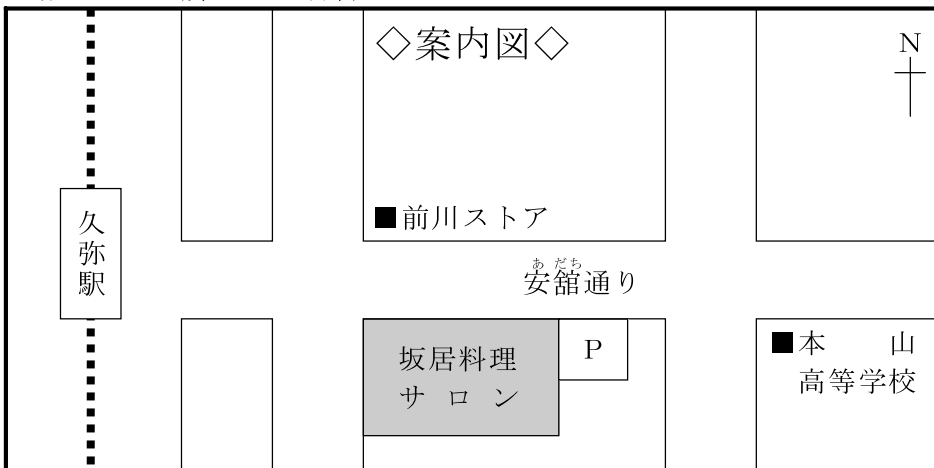 ◇案内図◇
N
■前川ストア
久弥駅
あだち
安舘通り
坂居料理
サロン
P
■本山
高等学校